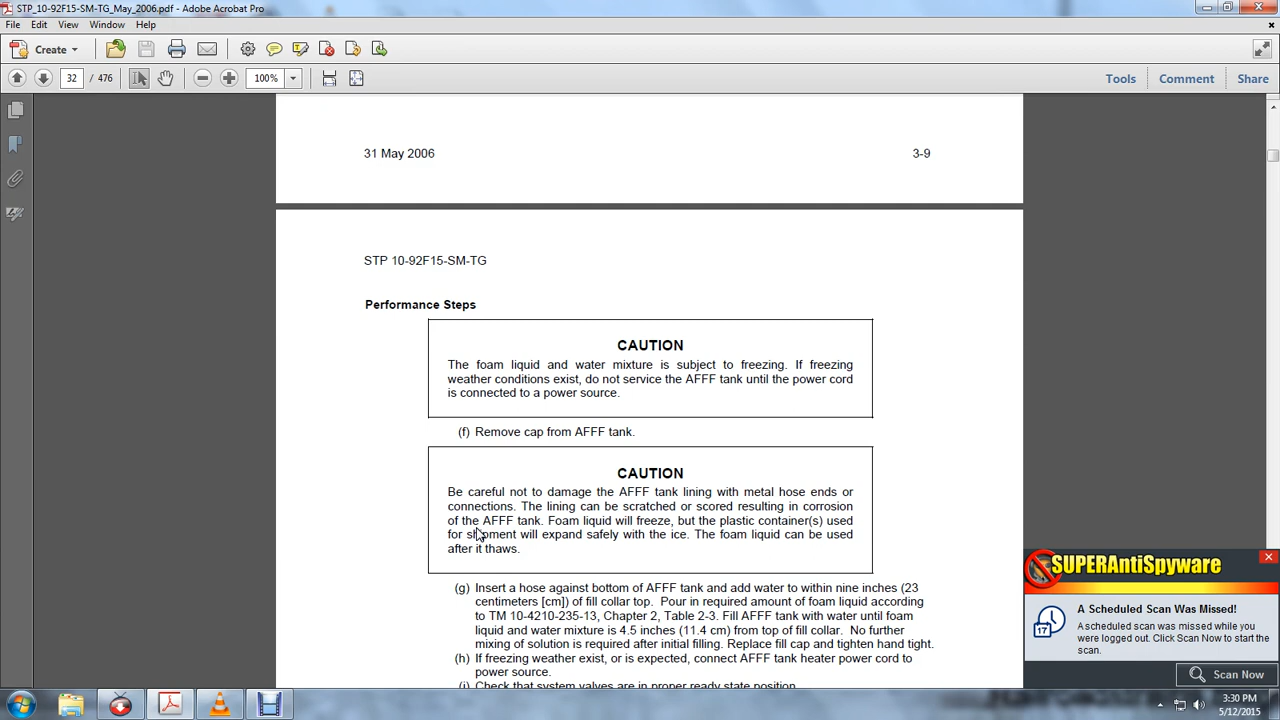 STP_10-92F15-SM-TG_May_2006.pdf - Adobe Acrobat Pro
File Edit View Window Help
Create
32 / 476 100% Tools Comment Share
31 May 2006 3-9
STP 10-92F15-SM-TG
Performance Steps
CAUTION
The foam liquid and water mixture is subject to freezing. If freezing
weather conditions exist, do not service the AFFF tank until the power cord
is connected to a power source.
(f) Remove cap from AFFF tank.
CAUTION
Be careful not to damage the AFFF tank lining with metal hose ends or
connections. The lining can be scratched or scored resulting in corrosion
of the AFFF tank. Foam liquid will freeze, but the plastic container(s) used
for shipment will expand safely with the ice. The foam liquid can be used
after it thaws.
(g) Insert a hose against bottom of AFFF tank and add water to within nine inches (23
centimeters [cm]) of fill collar top. Pour in required amount of foam liquid according
to TM 10-4210-235-13, Chapter 2, Table 2-3. Fill AFFF tank with water until foam
liquid and water mixture is 4.5 inches (11.4 cm) from top of fill collar. No further
mixing of solution is required after initial filling. Replace fill cap and tighten hand tight.
(h) If freezing weather exist, or is expected, connect AFFF tank heater power cord to
power source.
(i) Check that system valves are in proper ready state position.
SUPERAntiSpyware
17
A Scheduled Scan Was Missed!
A scheduled scan was missed while you
were logged out. Click Scan Now to start the
scan.
Scan Now
3:30 PM
5/12/2015